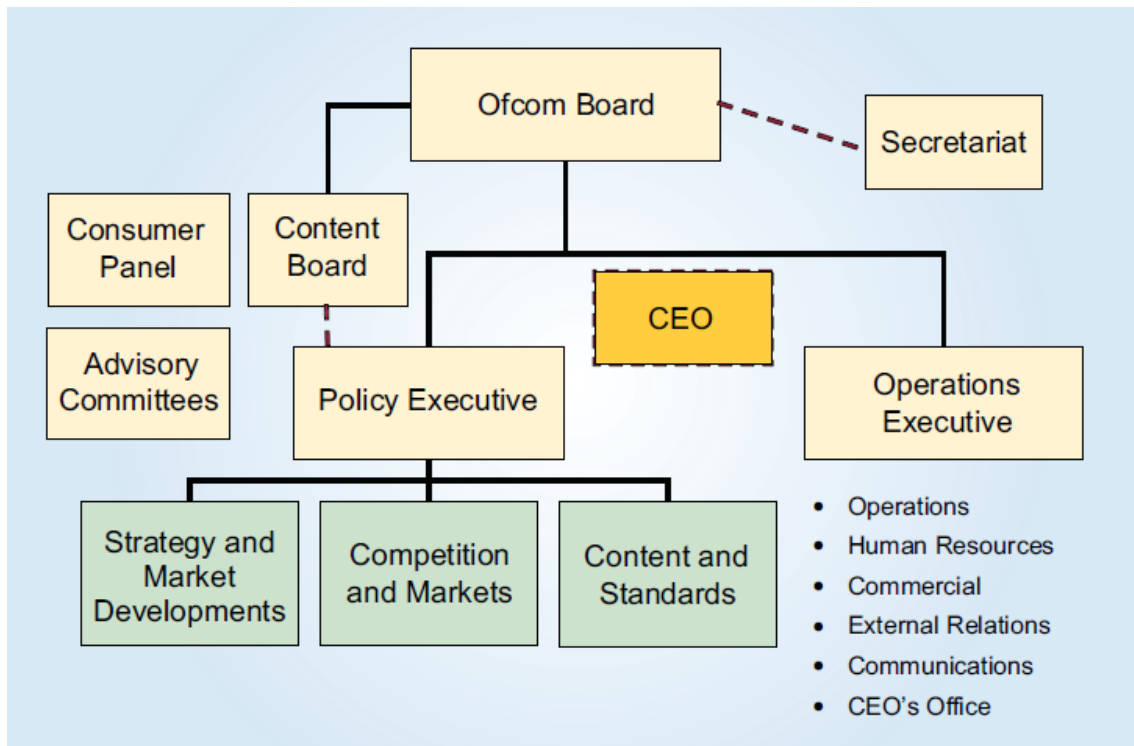 Ofcom Board
Secretariat
Consumer
Panel
Content
Board
CEO
Advisory
Committees
Policy Executive
Operations
Executive
Strategy and
Market
Developments
Competition
and Markets
Content and
Standards
• Operations
• Human Resources
• Commercial
• External Relations
• Communications
• CEO’s Office